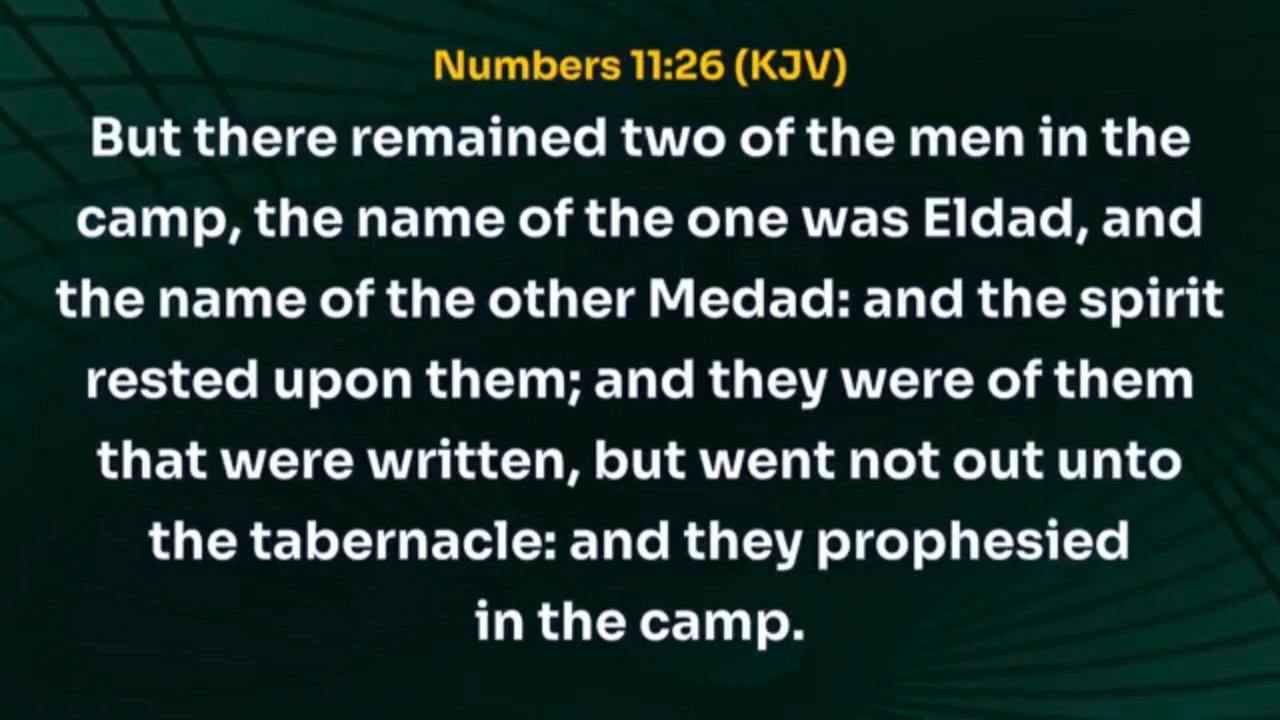 Numbers 11:26 (KJV)
But there remained two of the men in the
camp, the name of the one was Eldad, and
the name of the other Medad: and the spirit
rested upon them; and they were of them
that were written, but went not out unto
the tabernacle: and they prophesied
in the camp.